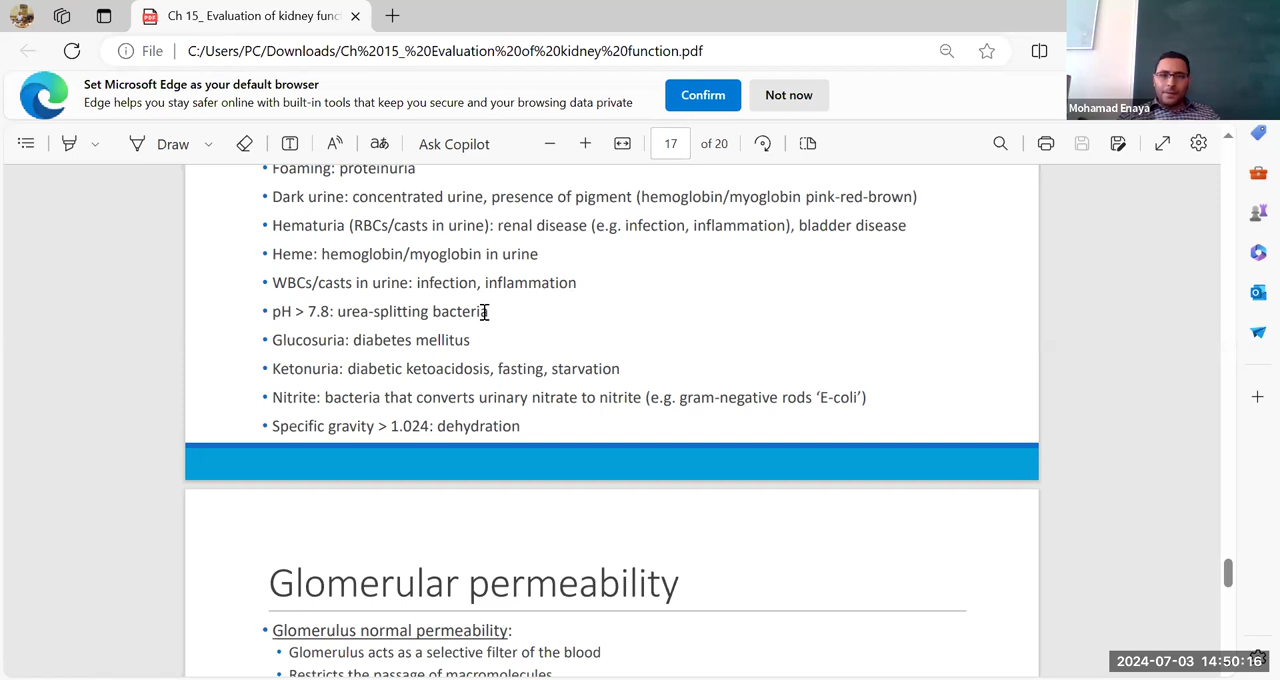 Ch 15_ Evaluation of kidney func
File
C:/Users/PC/Downloads/Ch%2015_%20Evaluation%20of%20kidney%20function.pdf
Set Microsoft Edge as your default browser
Edge helps you stay safer online with built-in tools that keep you secure and your browsing data private
Confirm
Not now
Mohamad Enaya
Draw
Ask Copilot
17
of 20
• Foaming: proteinuria
• Dark urine: concentrated urine, presence of pigment (hemoglobin/myoglobin pink-red-brown)
• Hematuria (RBCs/casts in urine): renal disease (e.g. infection, inflammation), bladder disease
• Heme: hemoglobin/myoglobin in urine
• WBCs/casts in urine: infection, inflammation
• pH > 7.8: urea-splitting bacteria
• Glucosuria: diabetes mellitus
• Ketonuria: diabetic ketoacidosis, fasting, starvation
• Nitrite: bacteria that converts urinary nitrate to nitrite (e.g. gram-negative rods ‘E-coli’)
• Specific gravity > 1.024: dehydration
Glomerular permeability
• Glomerulus normal permeability:
• Glomerulus acts as a selective filter of the blood
• Restricts the passage of macromolecules
2024-07-03 14:50:16